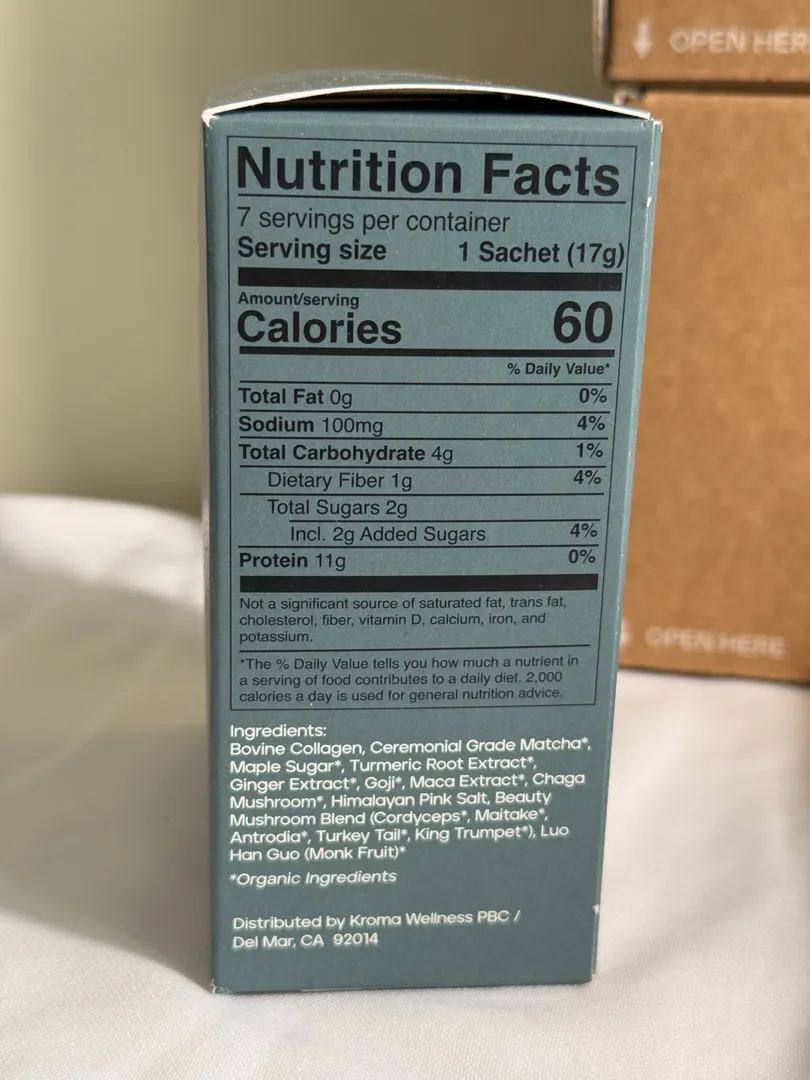 OPEN HER
Nutrition Facts
7 servings per container
Serving size 1 Sachet (17g)
Amount/serving
Calories 60
% Daily Value*
Total Fat 0g 0%
Sodium 100mg 4%
Total Carbohydrate 4g 1%
Dietary Fiber 1g 4%
Total Sugars 2g
Incl. 2g Added Sugars 4%
Protein 11g 0%
Not a significant source of saturated fat, trans fat,
cholesterol, fiber, vitamin D, calcium, iron, and
potassium.
*The % Daily Value tells you how much a nutrient in
a serving of food contributes to a daily diet. 2,000
calories a day is used for general nutrition advice.
OPEN HERE
Ingredients:
Bovine Collagen, Ceremonial Grade Matcha*,
Maple Sugar*, Turmeric Root Extract*,
Ginger Extract*, Goji*, Maca Extract*, Chaga
Mushroom*, Himalayan Pink Salt, Beauty
Mushroom Blend (Cordyceps*, Maitake*,
Antrodia*, Turkey Tail*, King Trumpet*), Luo
Han Guo (Monk Fruit)*
*Organic Ingredients
Distributed by Kroma Wellness PBC /
Del Mar, CA 92014